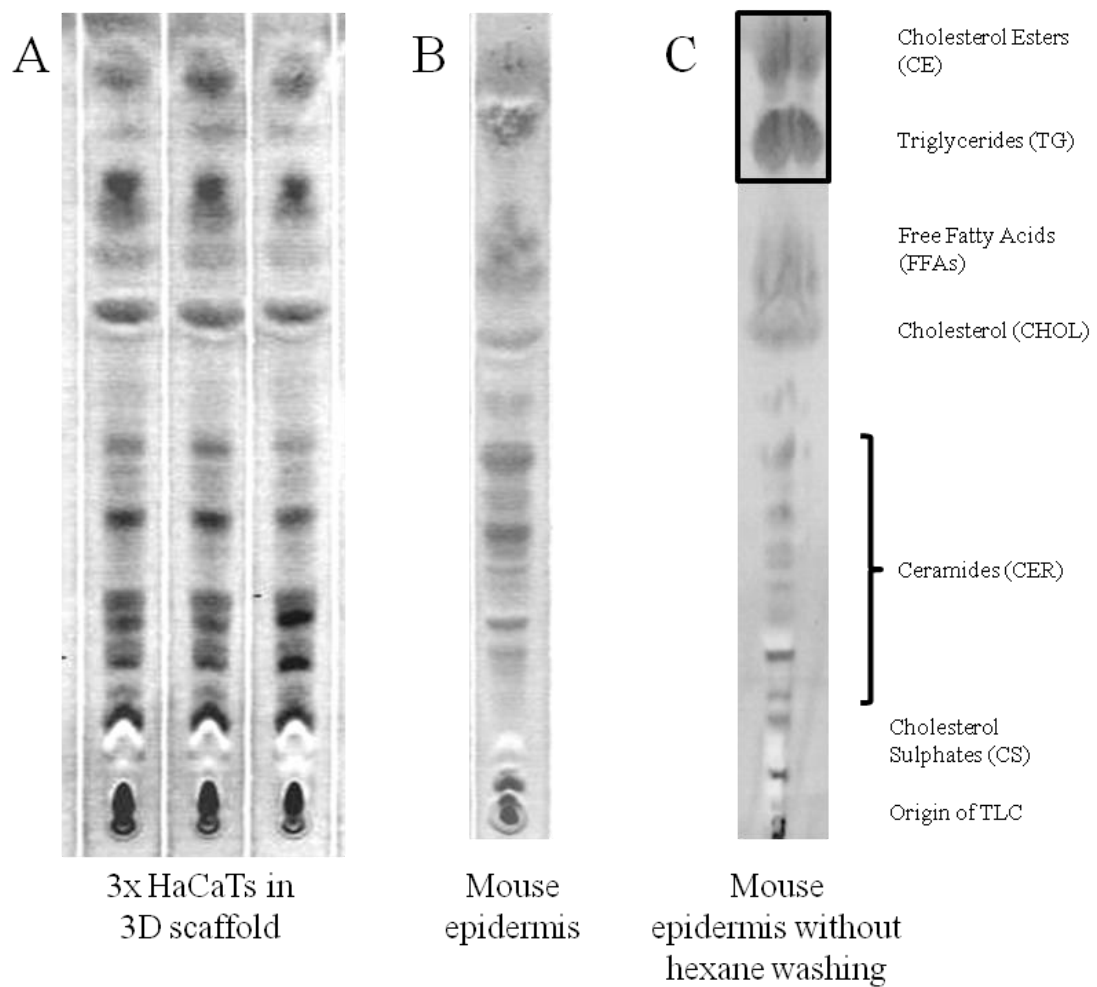 A
B
C
Cholesterol Esters
(CE)
Triglycerides (TG)
Free Fatty Acids
(FFAs)
Cholesterol (CHOL)
Ceramides (CER)
Cholesterol
Sulphates (CS)
Origin of TLC
3x HaCaTs in
3D scaffold
Mouse
epidermis
Mouse
epidermis without
hexane washing